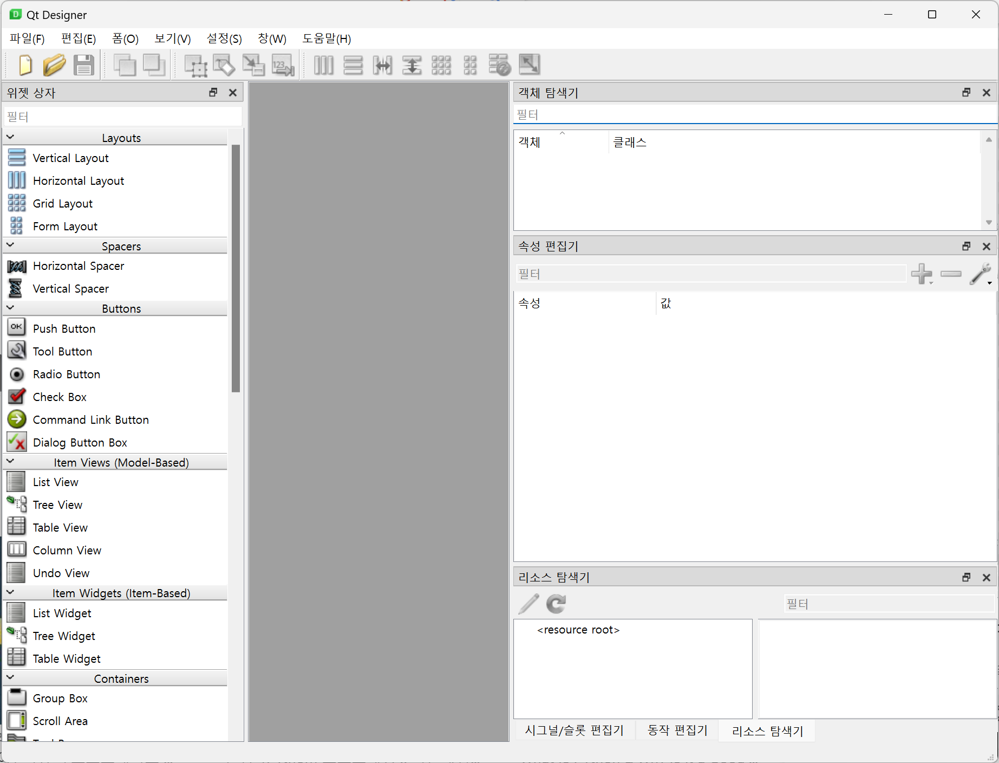 Qt Designer
파일(F) 편집(E) 폼(O) 보기(V) 설정(S) 창(W) 도움말(H)
123
위젯 상자
필터
Layouts
Vertical Layout
Horizontal Layout
Grid Layout
Form Layout
Spacers
Horizontal Spacer
Vertical Spacer
Buttons
OK Push Button
Tool Button
Radio Button
Check Box
Command Link Button
Dialog Button Box
Item Views (Model-Based)
List View
Tree View
Table View
Column View
Undo View
Item Widgets (Item-Based)
List Widget
Tree Widget
Table Widget
Containers
Group Box
Scroll Area
객체 탐색기
필터
객체 클래스
속성 편집기
필터
속성 값
리소스 탐색기
필터
<resource root>
시그널/슬롯 편집기 동작 편집기 리소스 탐색기